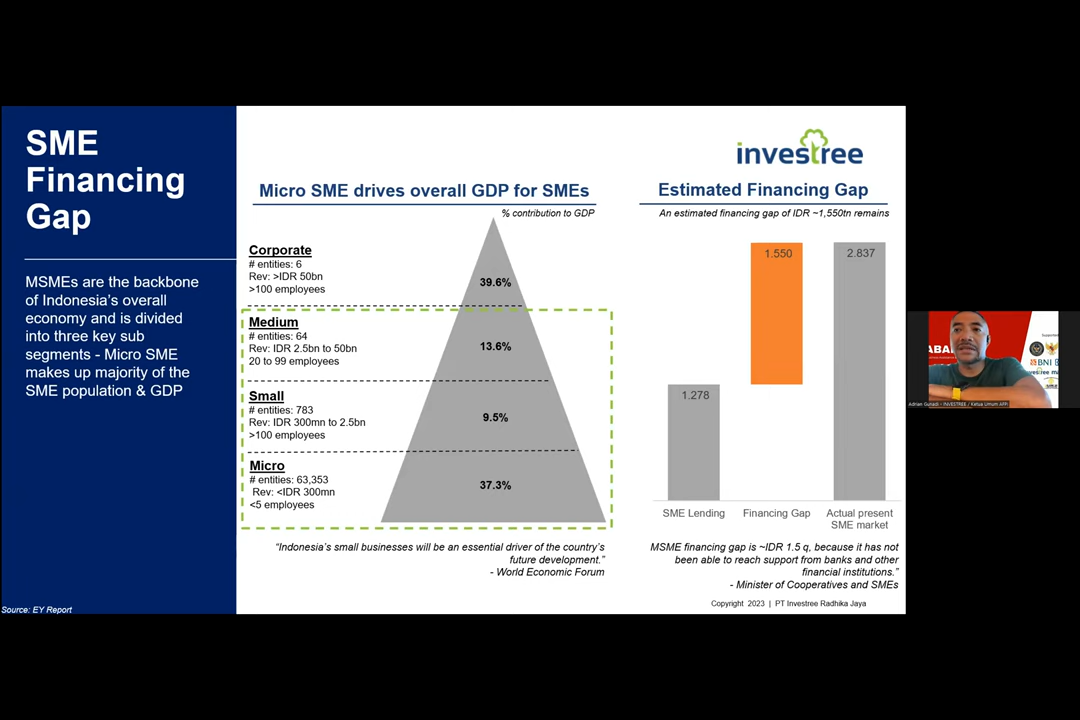 SME
Financing
Gap
MSMEs are the backbone
of Indonesia's overall
economy and is divided
into three key sub
segments - Micro SME
makes up majority of the
SME population & GDP
Source: EY Report
investree
Micro SME drives overall GDP for SMEs
% contribution to GDP
Corporate
# entities: 6
Rev: >IDR 50bn
>100 employees
39.6%
Medium
# entities: 64
Rev: IDR 2.5bn to 50bn
20 to 99 employees
13.6%
Small
# entities: 783
Rev: IDR 300mn to 2.5bn
>100 employees
9.5%
Micro
# entities: 63,353
Rev: <IDR 300mn
<5 employees
37.3%
“Indonesia's small businesses will be an essential driver of the country's
future development.”
- World Economic Forum
Estimated Financing Gap
An estimated financing gap of IDR ~1,550tn remains
1.278
1.550
2.837
SME Lending
Financing Gap
Actual present
SME market
MSME financing gap is ~IDR 1.5 q, because it has not
been able to reach support from banks and other
financial institutions.”
- Minister of Cooperatives and SMEs
Copyright 2023 | PT Investree Radhika Jaya
BNI
Adrian Gunadi - INVESTREE / Ketua Umum AFPI